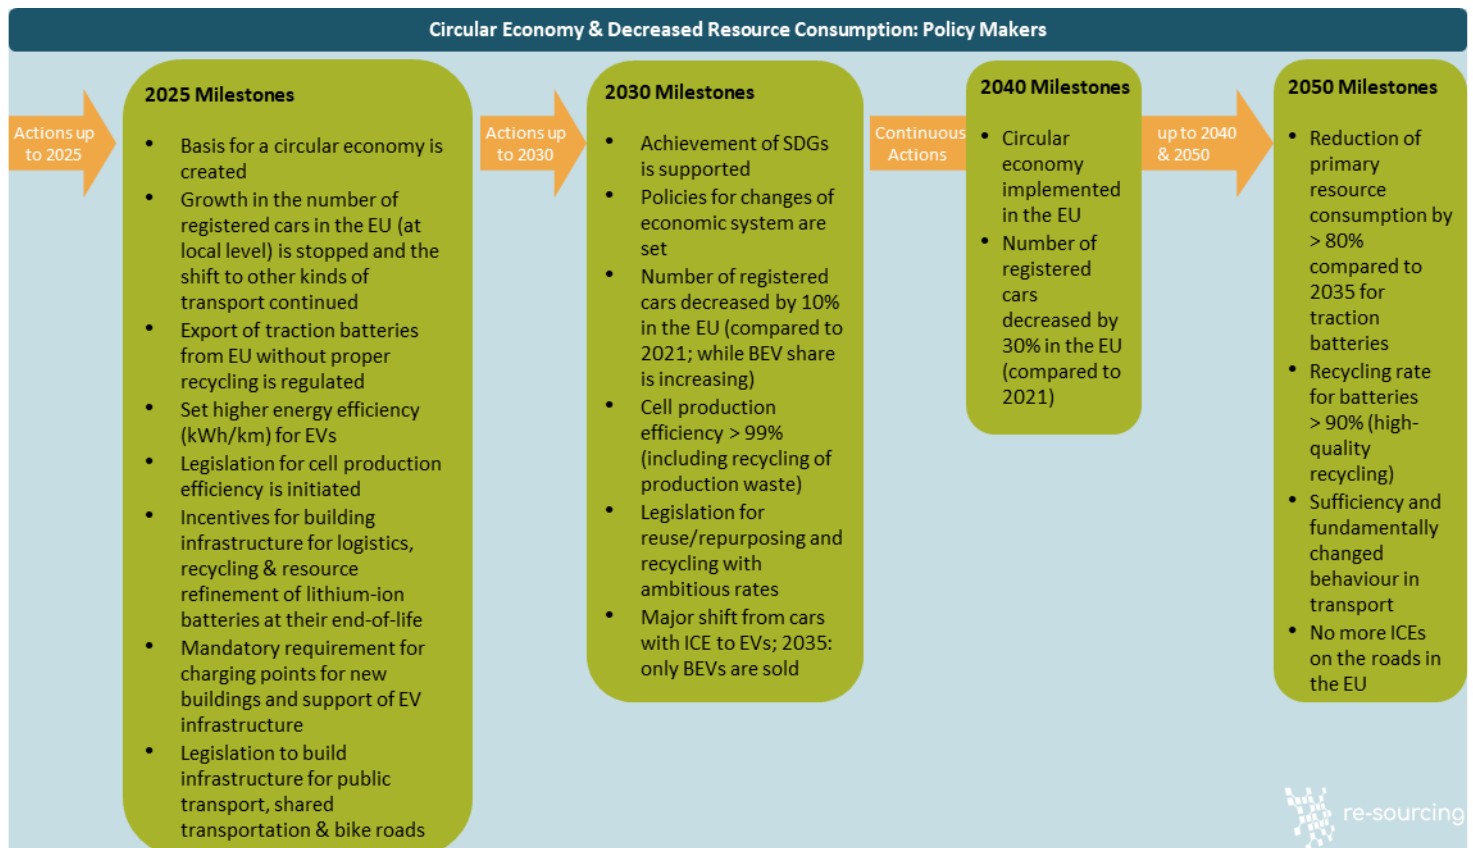 Circular Economy & Decreased Resource Consumption: Policy Makers
Actions up
to 2025
2025 Milestones
• Basis for a circular economy is
created
• Growth in the number of
registered cars in the EU (at
local level) is stopped and the
shift to other kinds of
transport continued
• Export of traction batteries
from EU without proper
recycling is regulated
• Set higher energy efficiency
(kWh/km) for EVs
• Legislation for cell production
efficiency is initiated
• Incentives for building
infrastructure for logistics,
recycling & resource
refinement of lithium-ion
batteries at their end-of-life
• Mandatory requirement for
charging points for new
buildings and support of EV
infrastructure
• Legislation to build
infrastructure for public
transport, shared
transportation & bike roads
Actions up
to 2030
2030 Milestones
• Achievement of SDGs
is supported
• Policies for changes of
economic system are
set
• Number of registered
cars decreased by 10%
in the EU (compared to
2021; while BEV share
is increasing)
• Cell production
efficiency > 99%
(including recycling of
production waste)
• Legislation for
reuse/repurposing and
recycling with
ambitious rates
• Major shift from cars
with ICE to EVs; 2035:
only BEVs are sold
Continuous
Actions
2040 Milestones
• Circular
economy
implemented
in the EU
• Number of
registered
cars
decreased by
30% in the EU
(compared to
2021)
up to 2040
& 2050
2050 Milestones
• Reduction of
primary
resource
consumption by
> 80%
compared to
2035 for
traction
batteries
• Recycling rate
for batteries
> 90% (high-
quality
recycling)
• Sufficiency and
fundamentally
changed
behaviour in
transport
• No more ICEs
on the roads in
the EU
re-sourcing